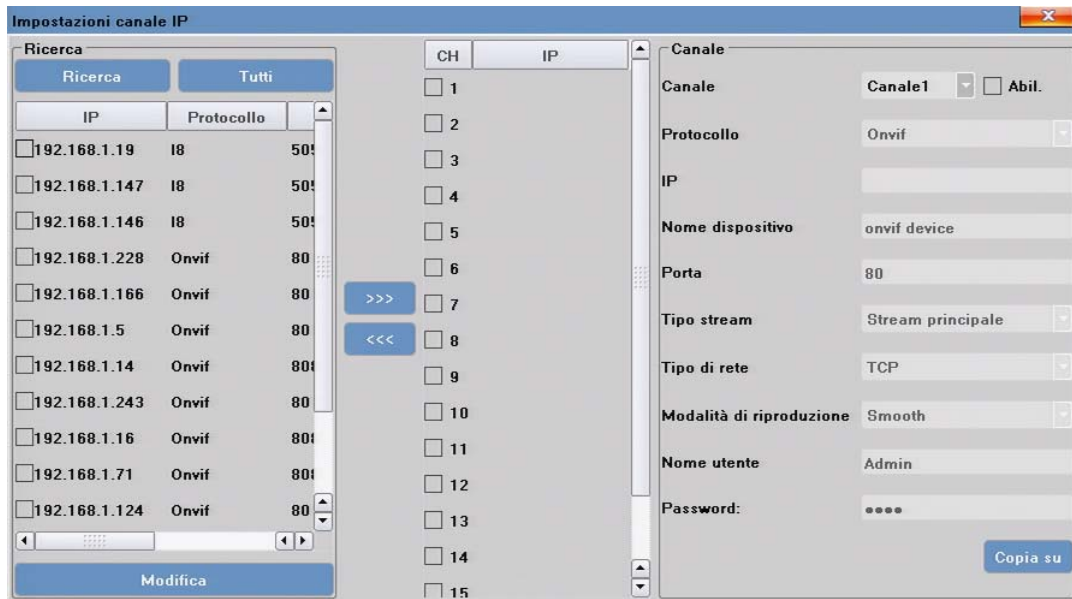 Impostazioni canale IP
Ricerca
Ricerca Tutti
IP Protocollo
192.168.1.19 I8
192.168.1.147 I8
192.168.1.146 I8
192.168.1.228 Onvif 80
192.168.1.166 Onvif 80
192.168.1.5 Onvif 80
192.168.1.14 Onvif
192.168.1.243 Onvif 80
192.168.1.16 Onvif
192.168.1.71 Onvif
192.168.1.124 Onvif 80
Modifica
>>>
<<<
CH IP
1
2
3
4
5
6
7
8
9
10
11
12
13
14
15
Canale
Canale Canale1 Abil.
Protocollo Onvif
IP
Nome dispositivo onvif device
Porta 80
Tipo stream Stream principale
Tipo di rete TCP
Modalità di riproduzione Smooth
Nome utente Admin
Password: ●●●●
Copia su